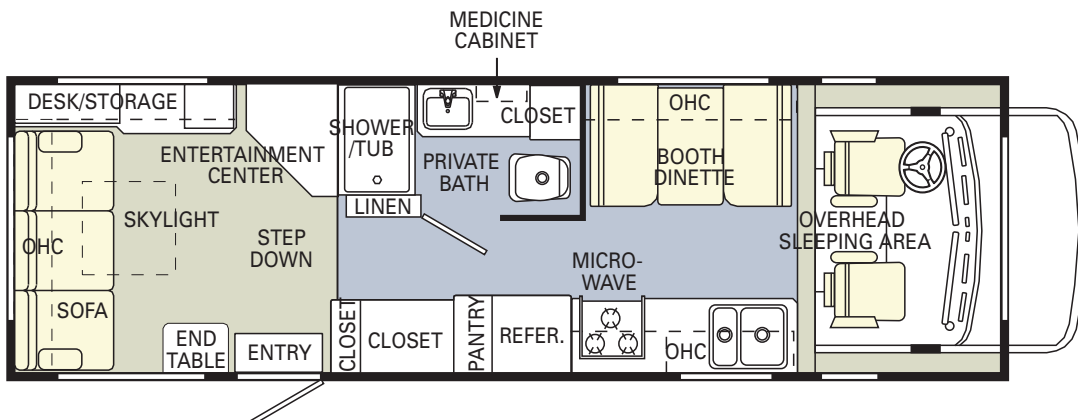 MEDICINE
CABINET
DESK/STORAGE
SHOWER
/TUB
CLOSET
OHC
ENTERTAINMENT
CENTER
PRIVATE
BATH
BOOTH
DINETTE
LINEN
SKYLIGHT
OHC
STEP
DOWN
OVERHEAD
SLEEPING AREA
MICRO-
WAVE
SOFA
END
TABLE
ENTRY
CLOSET
CLOSET
PANTRY
REFER.
OHC